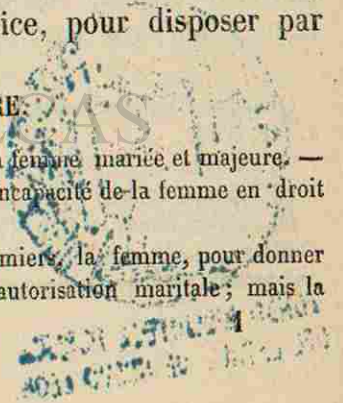 ice, pour disposer par
RE.
CAS
femme mariée et majeure. —
ncapacité de la femme en droit
miers, la femme, pour donner
autorisation maritale ; mais la
1